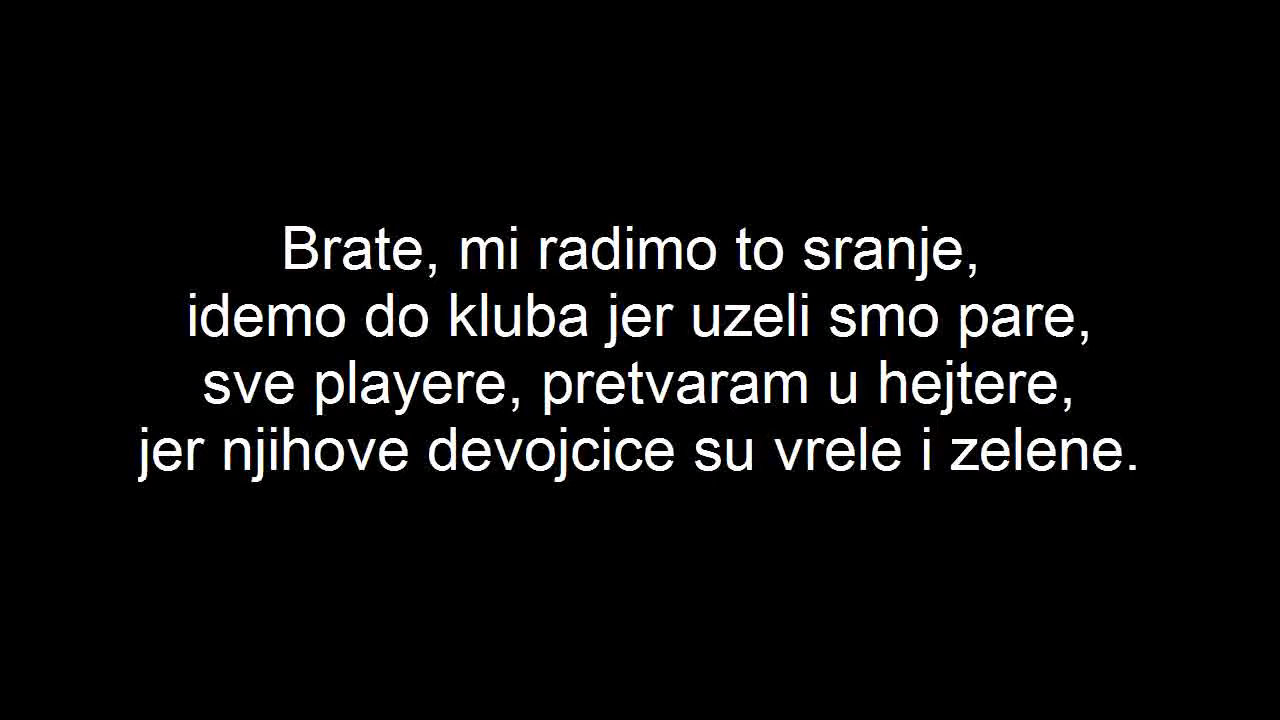 Brate, mi radimo to sranje,
idemo do kluba jer uzeli smo pare,
sve playere, pretvaram u hejtere,
jer njihove devojcice su vrele i zelene.